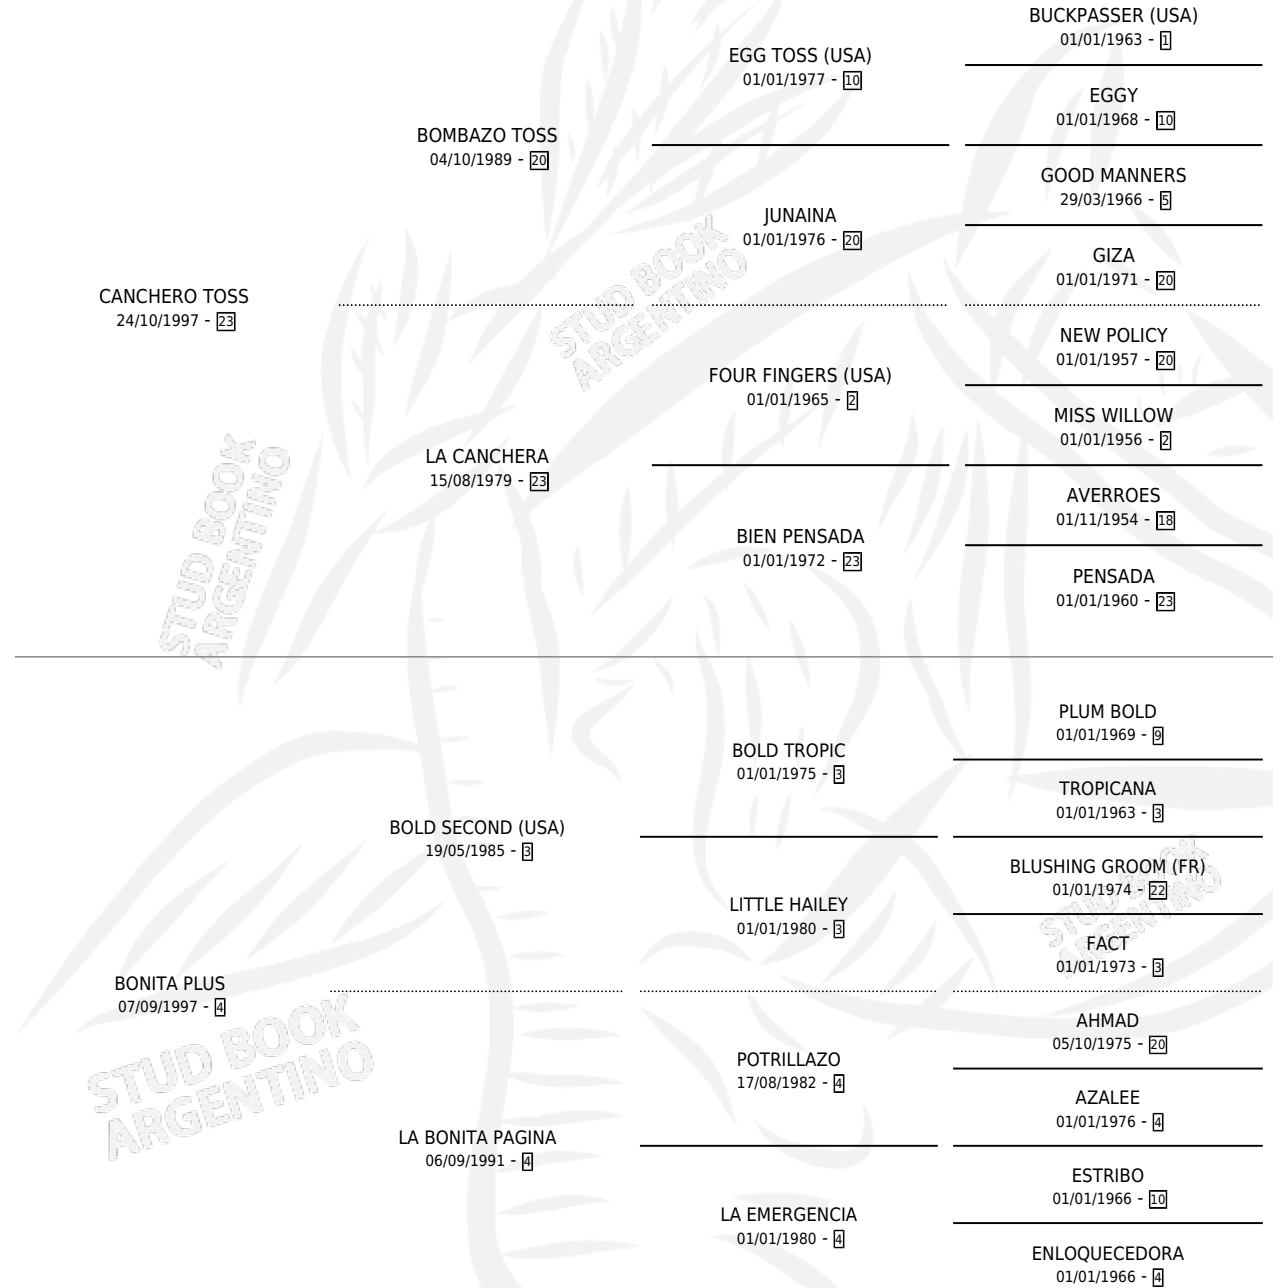 BUCKPASSER (USA)
01/01/1963 - 1
EGG TOSS (USA)
01/01/1977 - 10
EGGY
01/01/1968 - 10
BOMBAZO TOSS
04/10/1989 - 20
GOOD MANNERS
29/03/1966 - 5
JUNAINA
01/01/1976 - 20
GIZA
01/01/1971 - 20
CANCHERO TOSS
24/10/1997 - 23
STUD BOOK
ARGENTINO
NEW POLICY
01/01/1957 - 20
FOUR FINGERS (USA)
01/01/1965 - 2
MISS WILLOW
01/01/1956 - 2
LA CANCHERA
15/08/1979 - 23
AVERROES
01/11/1954 - 18
BIEN PENSADA
01/01/1972 - 23
PENSADA
01/01/1960 - 23
STUD BOOK
ARGENTINO
PLUM BOLD
01/01/1969 - 9
BOLD TROPIC
01/01/1975 - 3
TROPICANA
01/01/1963 - 3
BOLD SECOND (USA)
19/05/1985 - 3
BLUSHING GROOM (FR)
01/01/1974 - 22
LITTLE HAILEY
01/01/1980 - 3
FACT
01/01/1973 - 3
STUD BOOK
ARGENTINO
BONITA PLUS
07/09/1997 - 4
STUD BOOK
ARGENTINO
AHMAD
05/10/1975 - 20
POTRILLAZO
17/08/1982 - 4
AZALEE
01/01/1976 - 4
LA BONITA PAGINA
06/09/1991 - 4
ESTRIBO
01/01/1966 - 10
LA EMERGENCIA
01/01/1980 - 4
ENLOQUECEDORA
01/01/1966 - 4